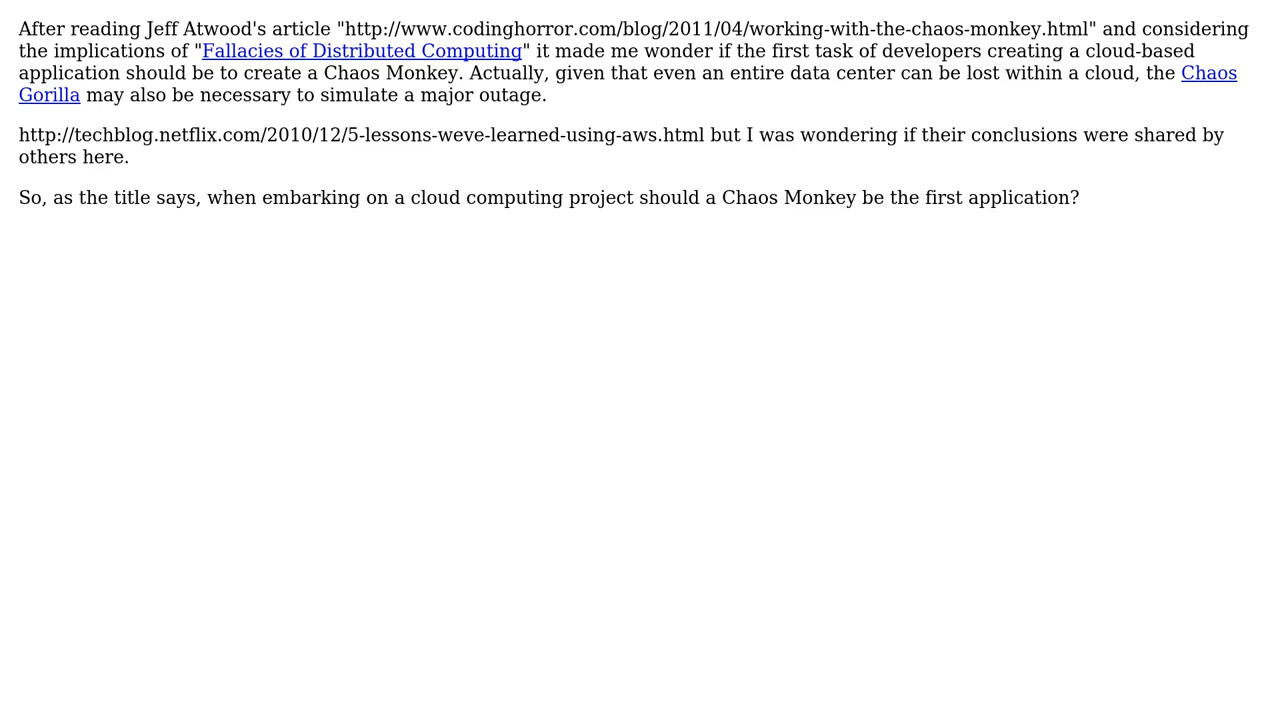 After reading Jeff Atwood's article "http://www.codinghorror.com/blog/2011/04/working-with-the-chaos-monkey.html" and considering
the implications of "Fallacies of Distributed Computing" it made me wonder if the first task of developers creating a cloud-based
application should be to create a Chaos Monkey. Actually, given that even an entire data center can be lost within a cloud, the Chaos
Gorilla may also be necessary to simulate a major outage.
http://techblog.netflix.com/2010/12/5-lessons-weve-learned-using-aws.html but I was wondering if their conclusions were shared by
others here.
So, as the title says, when embarking on a cloud computing project should a Chaos Monkey be the first application?